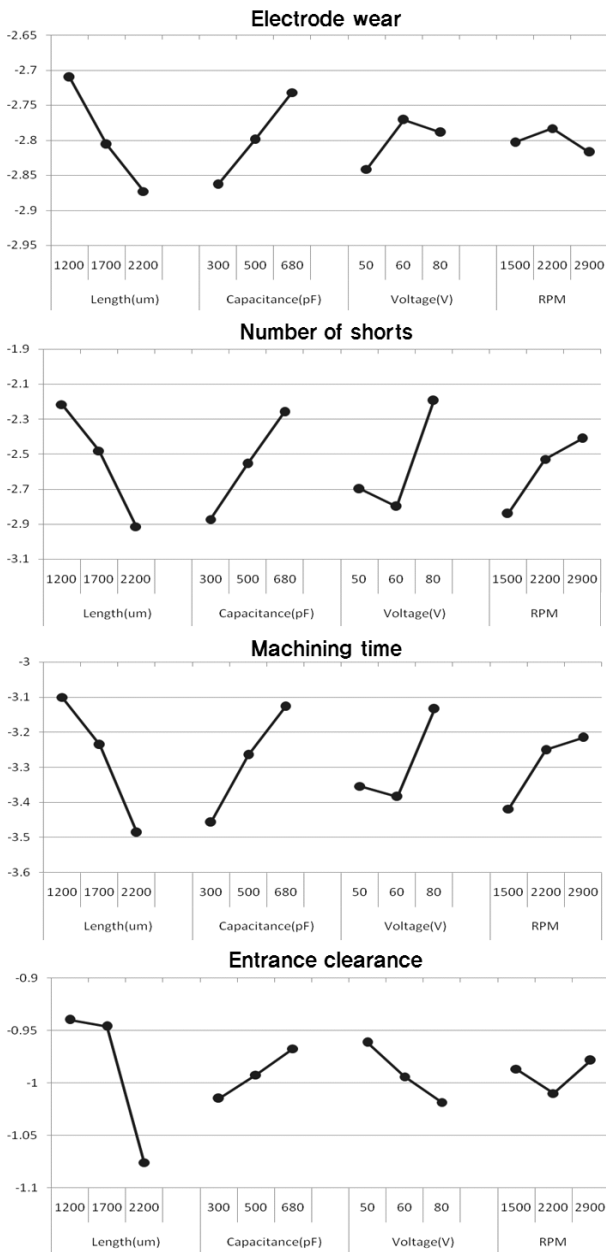 Electrode wear
-2.65
-2.7
-2.75
-2.8
-2.85
-2.9
-2.95
1200 1700 2200 300 500 680 50 60 80 1500 2200 2900
Length(um) Capacitance(pF) Voltage(V) RPM
Number of shorts
-1.9
-2.1
-2.3
-2.5
-2.7
-2.9
-3.1
1200 1700 2200 300 500 680 50 60 80 1500 2200 2900
Length(um) Capacitance(pF) Voltage(V) RPM
Machining time
-3
-3.1
-3.2
-3.3
-3.4
-3.5
-3.6
1200 1700 2200 300 500 680 50 60 80 1500 2200 2900
Length(um) Capacitance(pF) Voltage(V) RPM
Entrance clearance
-0.9
-0.95
-1
-1.05
-1.1
1200 1700 2200 300 500 680 50 60 80 1500 2200 2900
Length(um) Capacitance(pF) Voltage(V) RPM